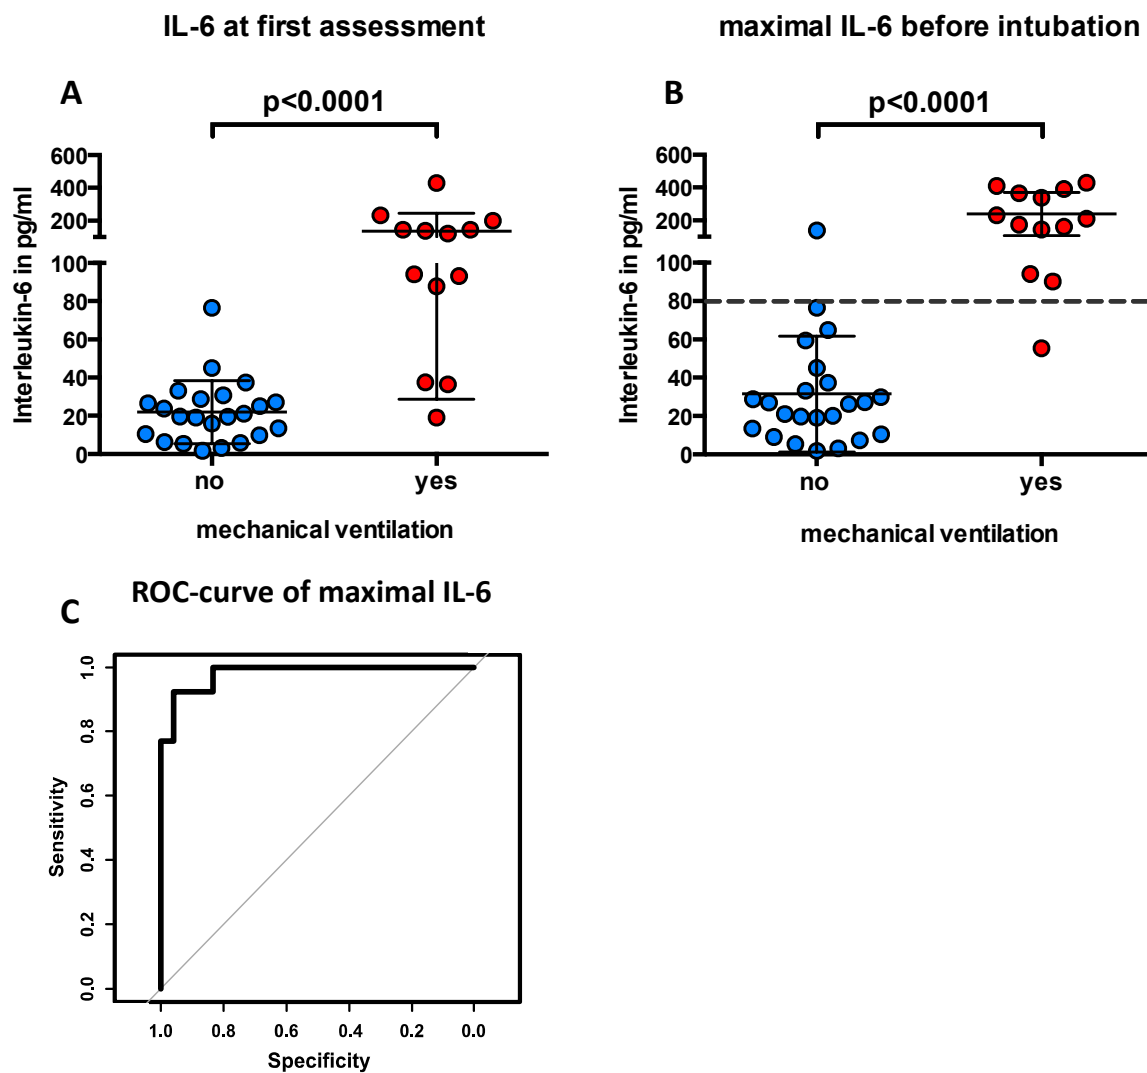 IL-6 at first assessment
maximal IL-6 before intubation
A
p<0.0001
Interleukin-6 in pg/ml
600
400
200
100
80
60
40
20
0
no
yes
mechanical ventilation
B
p<0.0001
Interleukin-6 in pg/ml
600
400
200
100
80
60
40
20
0
no
yes
mechanical ventilation
C
ROC-curve of maximal IL-6
Sensitivity
1.0
0.8
0.6
0.4
0.2
0.0
1.0 0.8 0.6 0.4 0.2 0.0
Specificity